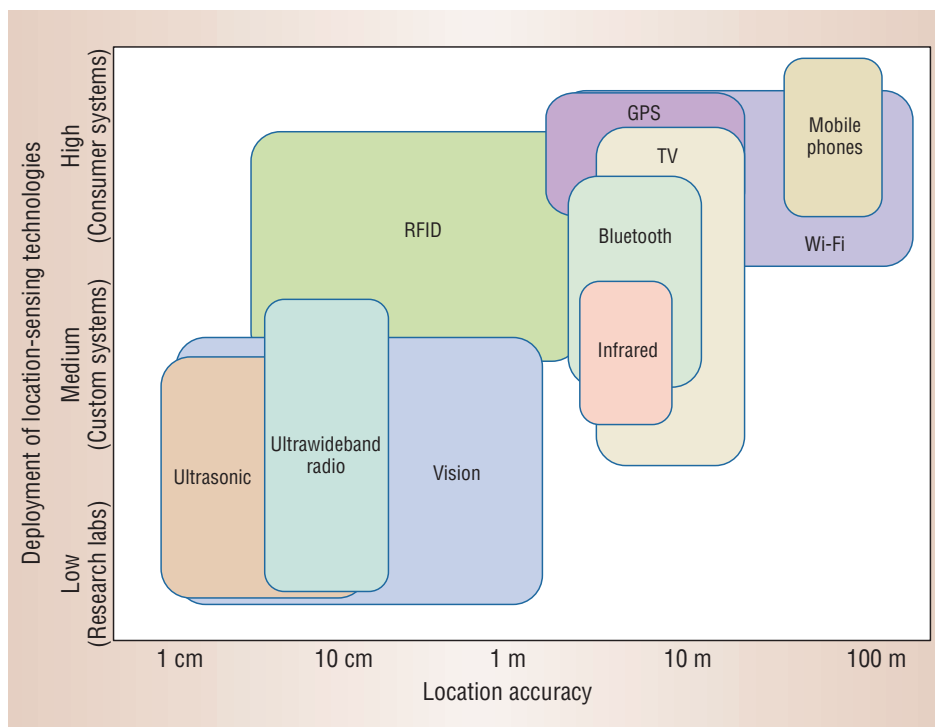 Deployment of location-sensing technologies
High
(Consumer systems)
Medium
(Custom systems)
Low
(Research labs)
GPS
Mobile
phones
TV
RFID
Bluetooth
Wi-Fi
Infrared
Ultrawideband
radio
Ultrasonic
Vision
1 cm
10 cm
1 m
10 m
100 m
Location accuracy